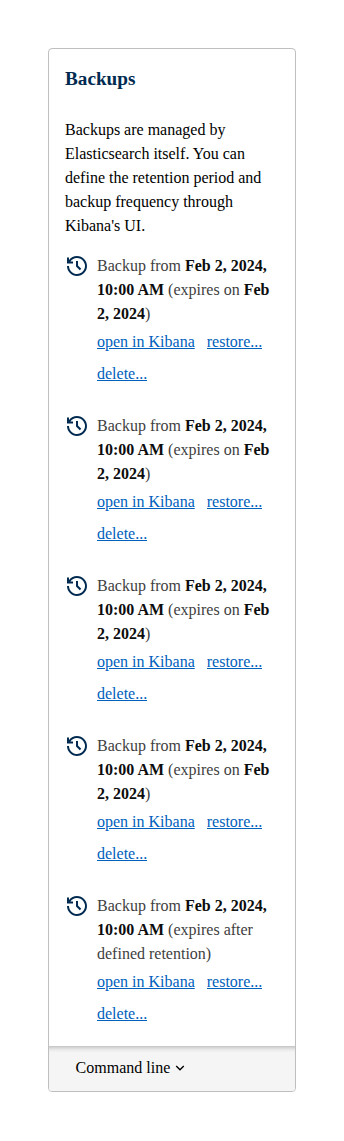 Backups
Backups are managed by
Elasticsearch itself. You can
define the retention period and
backup frequency through
Kibana's UI.
Backup from Feb 2, 2024,
10:00 AM (expires on Feb
2, 2024)
open in Kibana restore...
delete...
Backup from Feb 2, 2024,
10:00 AM (expires on Feb
2, 2024)
open in Kibana restore...
delete...
Backup from Feb 2, 2024,
10:00 AM (expires on Feb
2, 2024)
open in Kibana restore...
delete...
Backup from Feb 2, 2024,
10:00 AM (expires on Feb
2, 2024)
open in Kibana restore...
delete...
Backup from Feb 2, 2024,
10:00 AM (expires after
defined retention)
open in Kibana restore...
delete...
Command line